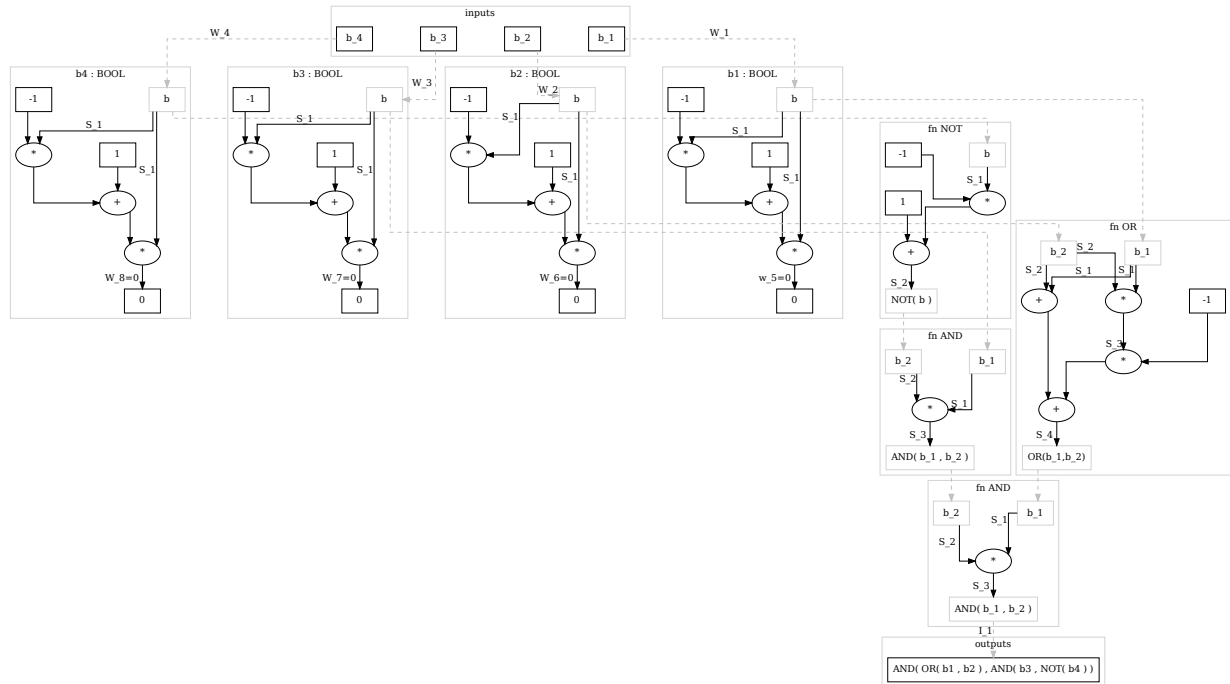 inputs
b_4
b_3
b_2
b_1
W_4
W_1
W_3
W_2
b4 : BOOL
-1
b
S_1
*
1
S_1
+
*
W_8=0
0
b3 : BOOL
-1
b
S_1
*
1
S_1
+
*
W_7=0
0
b2 : BOOL
-1
b
S_1
*
1
S_1
+
*
W_6=0
0
b1 : BOOL
-1
b
S_1
*
1
S_1
+
*
w_5=0
0
fn NOT
-1
b
S_1
1
*
+
S_2
NOT( b )
fn OR
b_2
S_2
b_1
S_2
S_1
S_1
+
*
-1
S_3
*
+
S_4
OR(b_1,b_2)
fn AND
b_2
b_1
S_2
*
S_1
S_3
AND( b_1 , b_2 )
fn AND
b_2
b_1
S_1
S_2
*
S_3
AND( b_1 , b_2 )
I_1
outputs
AND( OR( b1 , b2 ) , AND( b3 , NOT( b4 ) ) )